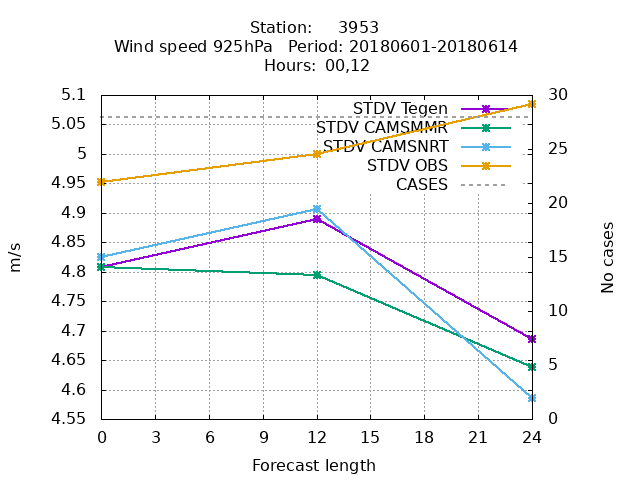 Station: 3953
Wind speed 925hPa Period: 20180601-20180614
Hours: 00,12
5.1
5.05
5
4.95
4.9
4.85
4.8
4.75
4.7
4.65
4.6
4.55
m/s
STDV Tegen
STDV CAMSMMR
STDV CAMSNRT
STDV OBS
CASES
30
25
20
15
10
5
0
No cases
0 3 6 9 12 15 18 21 24
Forecast length